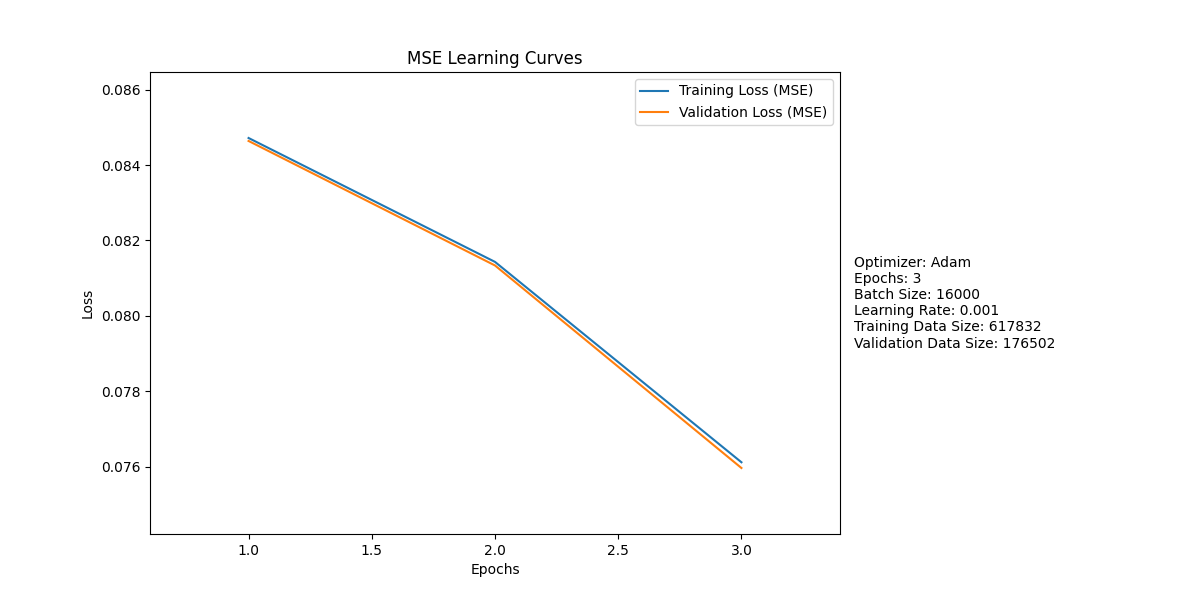 MSE Learning Curves
Training Loss (MSE)
Validation Loss (MSE)
0.086
0.084
0.082
0.080
0.078
0.076
Loss
1.0
1.5
2.0
2.5
3.0
Epochs
Optimizer: Adam
Epochs: 3
Batch Size: 16000
Learning Rate: 0.001
Training Data Size: 617832
Validation Data Size: 176502